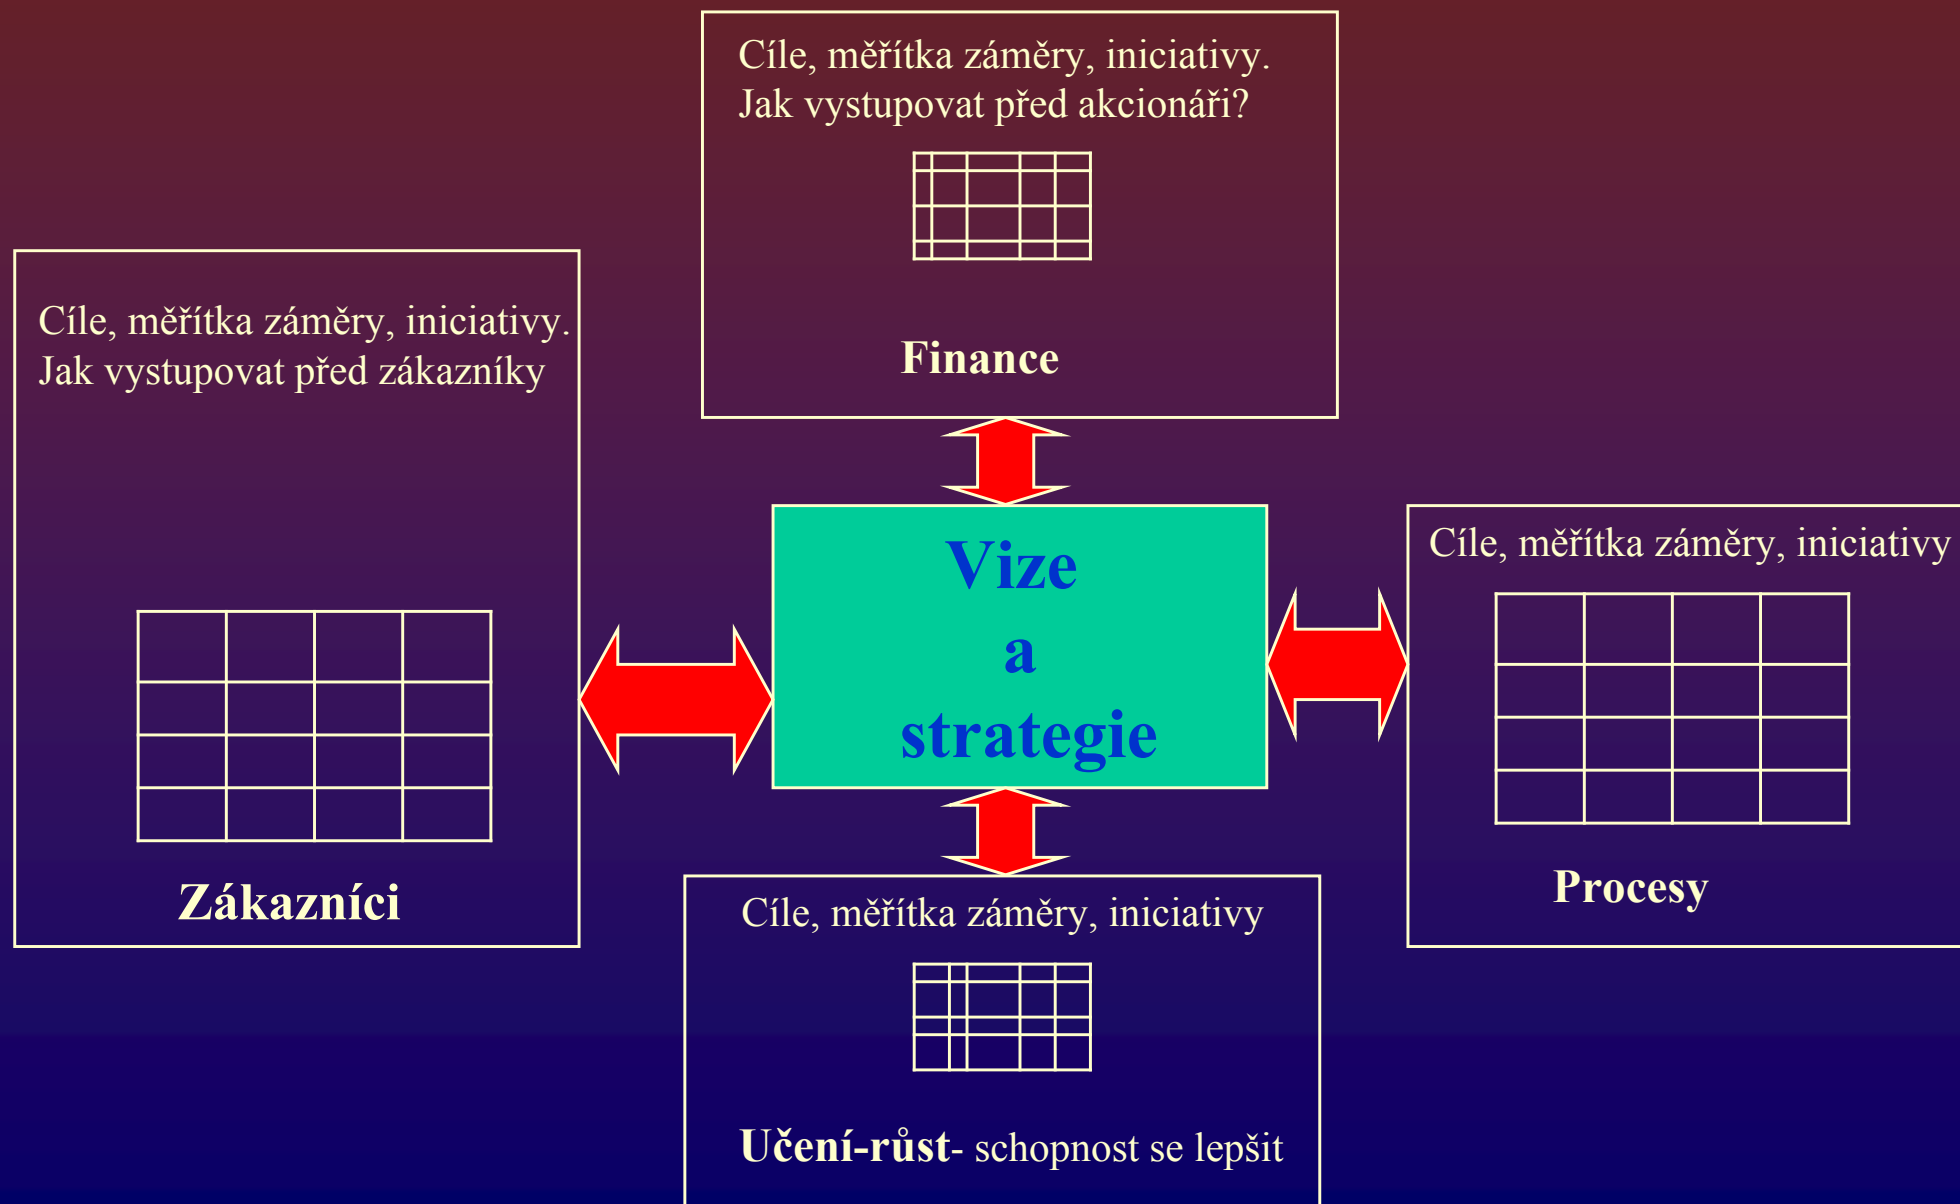 Cíle, měřítka záměry, iniciativy.
Jak vystupovat před akcionáři?
Finance
Cíle, měřítka záměry, iniciativy.
Jak vystupovat před zákazníky
Zákazníci
Vize
a
strategie
Cíle, měřítka záměry, iniciativy
Procesy
Cíle, měřítka záměry, iniciativy
Učení-růst- schopnost se lepšit